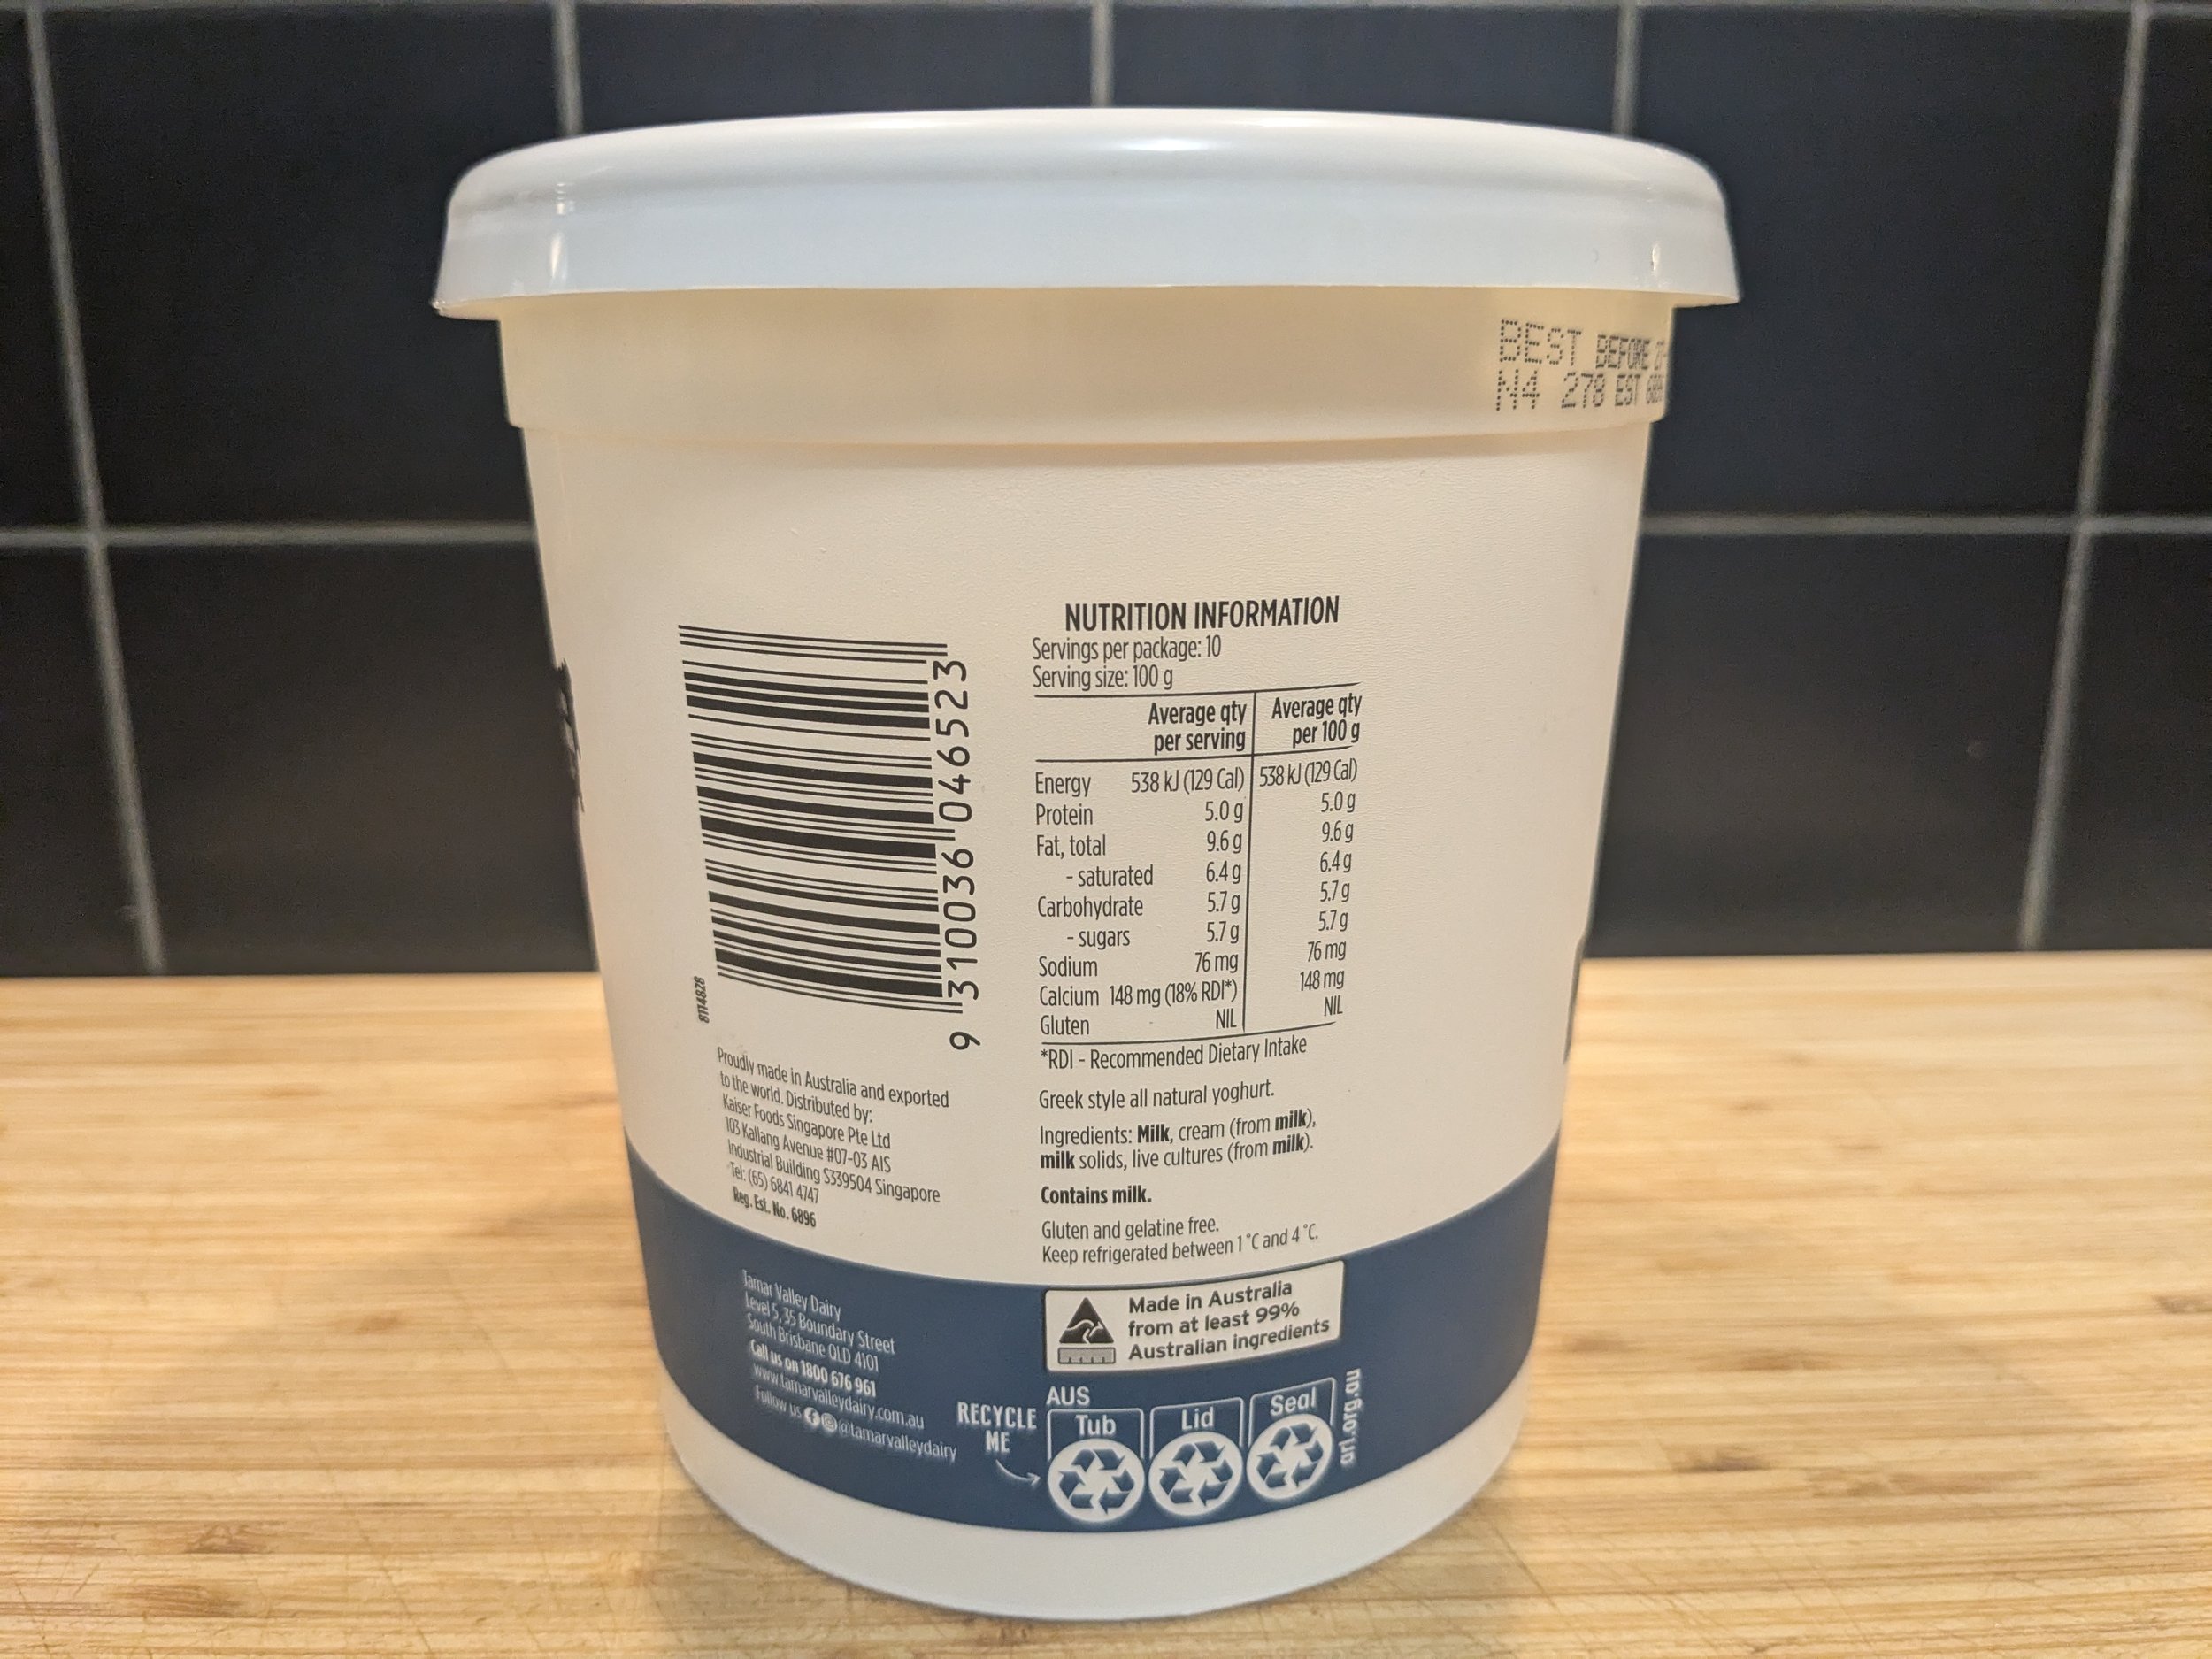 BEST BEFORE
N4 278 EST
NUTRITION INFORMATION
Servings per package: 10
Serving size: 100 g
Average qty per serving Average qty per 100 g
Energy 538 kJ (129 Cal) 538 kJ (129 Cal)
Protein 5.0 g 5.0 g
Fat, total 9.6 g 9.6 g
- saturated 6.4 g 6.4 g
Carbohydrate 5.7 g 5.7 g
- sugars 5.7 g 5.7 g
Sodium 76 mg 76 mg
Calcium 148 mg (18% RDI*) 148 mg
Gluten NIL NIL
*RDI - Recommended Dietary Intake
Greek style all natural yoghurt.
Ingredients: Milk, cream (from milk),
milk solids, live cultures (from milk).
Contains milk.
Gluten and gelatine free.
Keep refrigerated between 1 °C and 4 °C.
Made in Australia
from at least 99%
Australian ingredients
9 310036 046523
8114828
Proudly made in Australia and exported
to the world. Distributed by:
Kaiser Foods Singapore Pte Ltd
103 Kallang Avenue #07-03 AIS
Industrial Building S339504 Singapore
Tel: (65) 6841 4747
Reg. Est. No. 6896
Tamar Valley Dairy
Level 5, 35 Boundary Street
South Brisbane QLD 4101
Call us on 1800 676 961
www.tamarvalleydairy.com.au
Follow us @tamarvalleydairy
RECYCLE
ME
AUS
Tub Lid Seal
arl.org.au